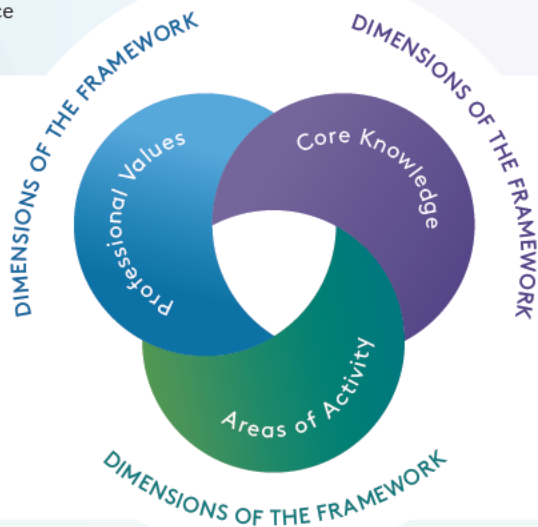 DIMENSIONS OF THE FRAMEWORK
DIMENSIONS OF THE FRAMEWORK
Professional Values
Core Knowledge
Areas of Activity
DIMENSIONS OF THE FRAMEWORK